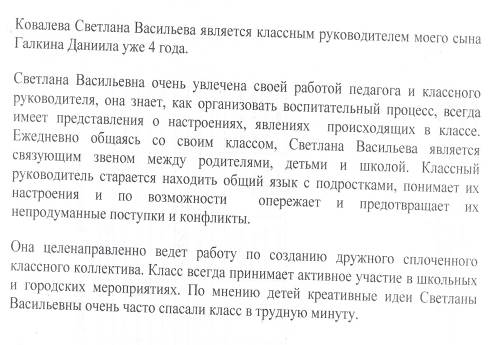 Ковалева Светлана Васильева является классным руководителем моего сына
Галкина Даниила уже 4 года.
Светлана Васильевна очень увлечена своей работой педагога и классного
руководителя, она знает, как организовать воспитательный процесс, всегда
имеет представления о настроениях, явлениях происходящих в классе.
Ежедневно общаясь со своим классом, Светлана Васильева является
связующим звеном между родителями, детьми и школой. Классный
руководитель старается находить общий язык с подростками, понимает их
настроения и по возможности опережает и предотвращает их
непродуманные поступки и конфликты.
Она целенаправленно ведет работу по созданию дружного сплоченного
классного коллектива. Класс всегда принимает активное участие в школьных
и городских мероприятиях. По мнению детей креативные идеи Светланы
Васильевны очень часто спасали класс в трудную минуту.